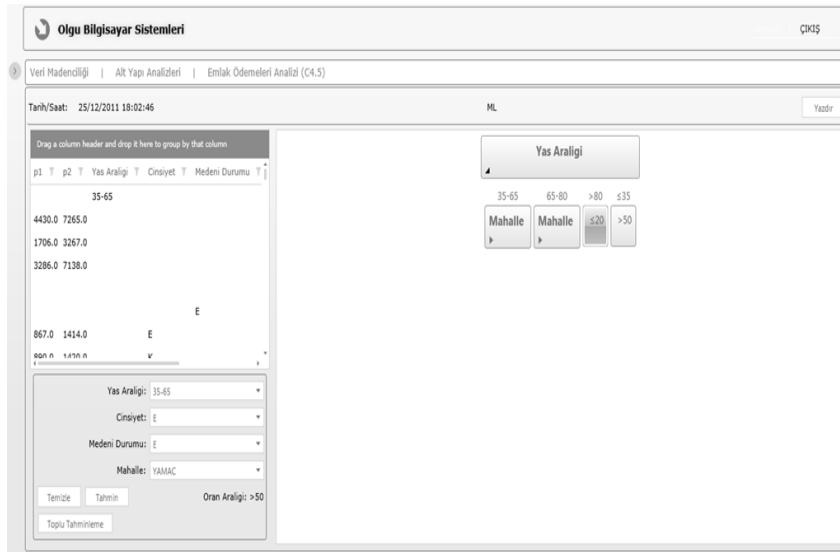 Olgu Bilgisayar Sistemleri
ÇIKIŞ
Veri Madenciliği | Alt Yapı Analizleri | Emlak Ödemeleri Analizi (C4.5)
Tarih/Saat: 25/12/2011 18:02:46 ML Yazdır
Drag a column header and drop it here to group by that column
p1 p2 Yas Araligi Cinsiyet Medeni Durumu
35-65
4430.0 7265.0
1706.0 3267.0
3286.0 7138.0
E
867.0 1414.0 E
890.0 1420.0 K
Yas Araligi: 35-65
Cinsiyet: E
Medeni Durumu: E
Mahalle: YAMAC
Temizle Tahmin Oran Araligi: >50
Toplu Tahminleme
Yas Araligi
35-65 65-80 >80 ≤35
Mahalle Mahalle ≤20 >50